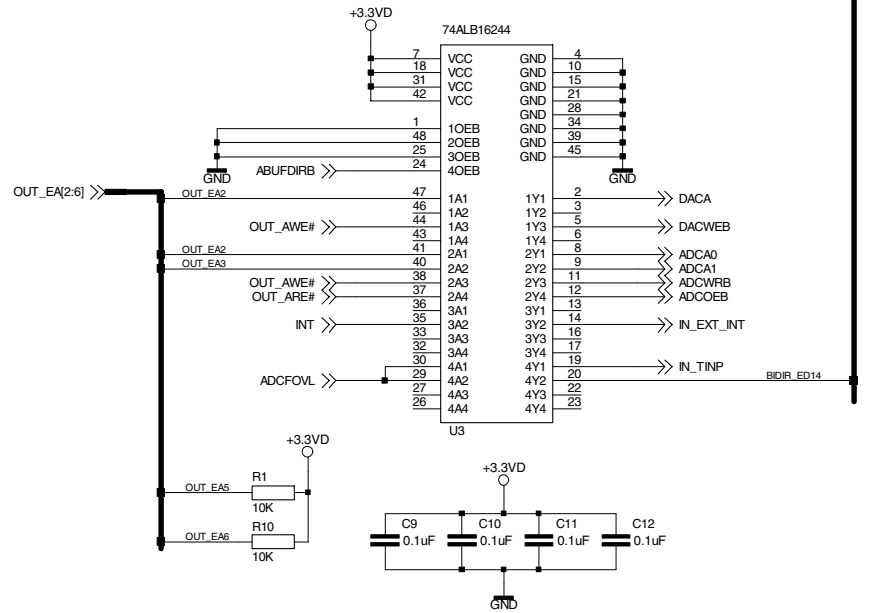 +3.3VD
74ALB16244
7 VCC GND 4
18 VCC GND 10
31 VCC GND 15
42 VCC GND 21
GND 28
1 1OEB GND 34
48 2OEB GND 39
25 3OEB GND 45
ABUFDIRB 24 4OEB
GND GND
OUT_EA[2:6] OUT_EA2 47 1A1 1Y1 2 DACA
46 1A2 1Y2 3
OUT_AWE# 44 1A3 1Y3 5 DACWEB
43 1A4 1Y4 6
OUT_EA2 41 2A1 2Y1 8 ADCA0
OUT_EA3 40 2A2 2Y2 9 ADCA1
OUT_AWE# 38 2A3 2Y3 11 ADCWRB
OUT_ARE# 37 2A4 2Y4 12 ADCOEB
36 3A1 3Y1 13
INT 35 3A2 3Y2 14 IN_EXT_INT
33 3A3 3Y3 16
32 3A4 3Y4 17
30 4A1 4Y1 19 IN_TINP
ADCFOVL 29 4A2 4Y2 20 BIDIR_ED14
27 4A3 4Y3 22
26 4A4 4Y4 23
U3
+3.3VD
OUT_EA5 R1
10K
OUT_EA6 R10
10K
+3.3VD
C9 C10 C11 C12
0.1uF 0.1uF 0.1uF 0.1uF
GND